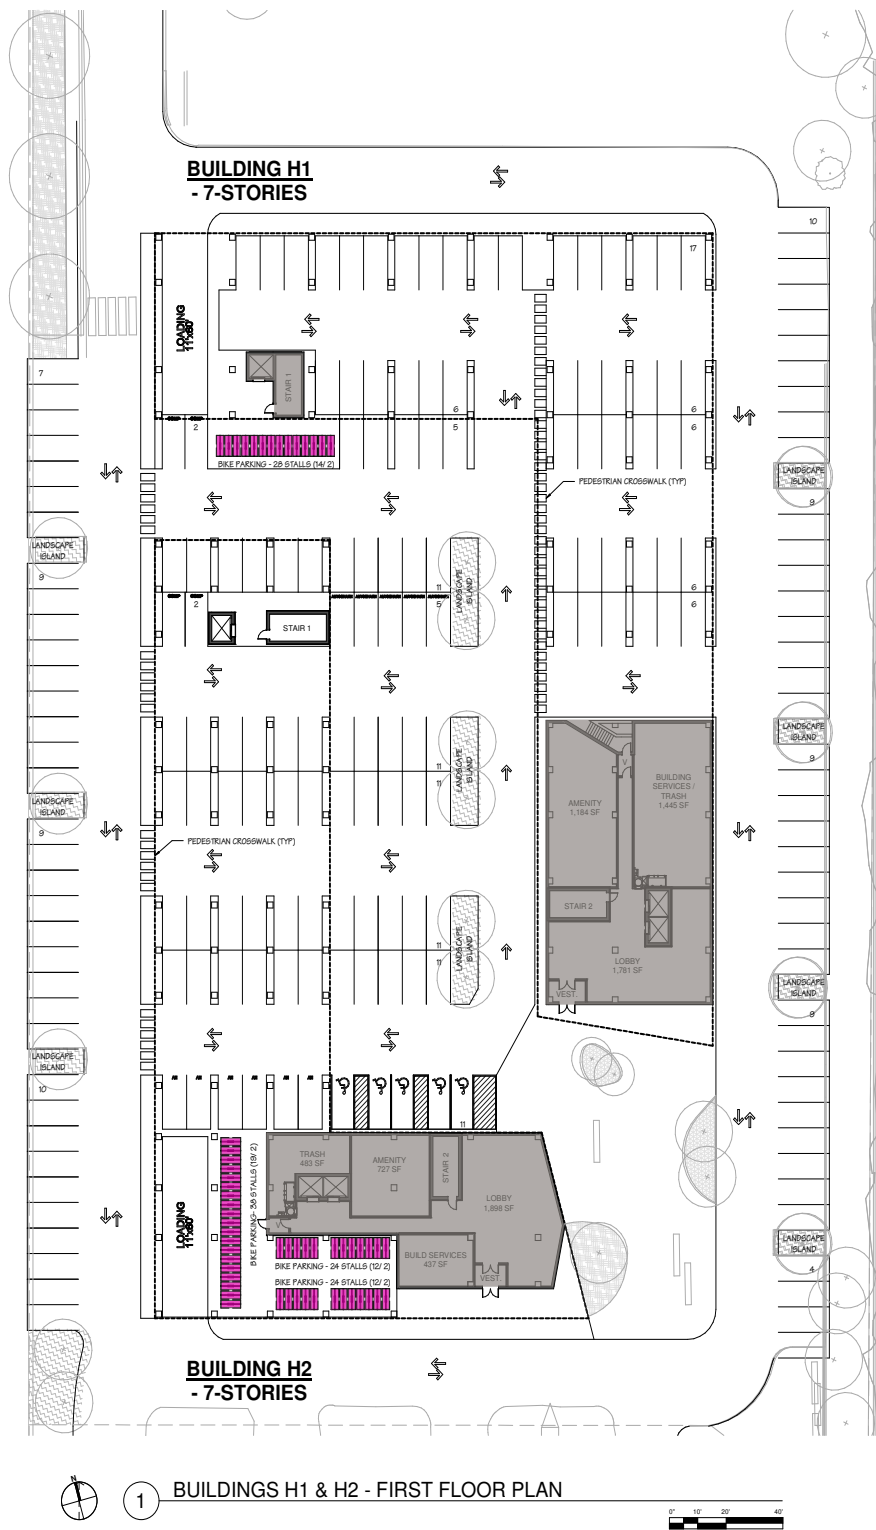 BUILDING H1
- 7-STORIES
10
17
LOADING
11'x60'
7
STAIR 1
6
5
6
6
2
BIKE PARKING - 28 STALLS (14/ 2)
PEDESTRIAN CROSSWALK (TYP)
LANDSCAPE
ISLAND
9
LANDSCAPE
ISLAND
9
11
5
LANDSCAPE
ISLAND
6
6
2
STAIR 1
LANDSCAPE
ISLAND
9
11
11
LANDSCAPE
ISLAND
V
AMENITY
1,184 SF
BUILDING
SERVICES /
TRASH
1,445 SF
LANDSCAPE
ISLAND
9
PEDESTRIAN CROSSWALK (TYP)
STAIR 2
11
11
LANDSCAPE
ISLAND
LOBBY
1,781 SF
VEST.
LANDSCAPE
ISLAND
9
LANDSCAPE
ISLAND
10
11
TRASH
483 SF
AMENITY
727 SF
STAIR 2
LOBBY
1,898 SF
V
LOADING
11'x60'
BIKE PARKING- 38 STALLS (19/ 2)
BUILD SERVICES
437 SF
BIKE PARKING - 24 STALLS (12/ 2)
BIKE PARKING - 24 STALLS (12/ 2)
VEST.
LANDSCAPE
ISLAND
4
BUILDING H2
- 7-STORIES
N
1
BUILDINGS H1 & H2 - FIRST FLOOR PLAN
0" 10' 20' 40'